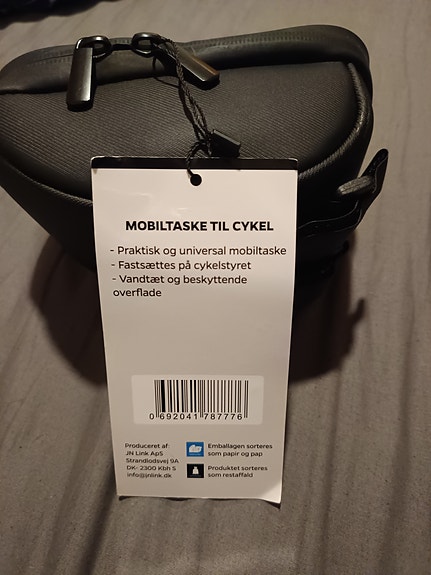 MOBILTASKE TIL CYKEL
- Praktisk og universal mobiltaske
- Fastsættes på cykelstyret
- Vandtæt og beskyttende
overflade
0 692041 787776
Produceret af:
JN Link ApS
Strandlodsvej 9A
DK- 2300 Kbh S
info@jnlink.dk
Emballagen sorteres
som papir og pap
Produktet sorteres
som restaffald